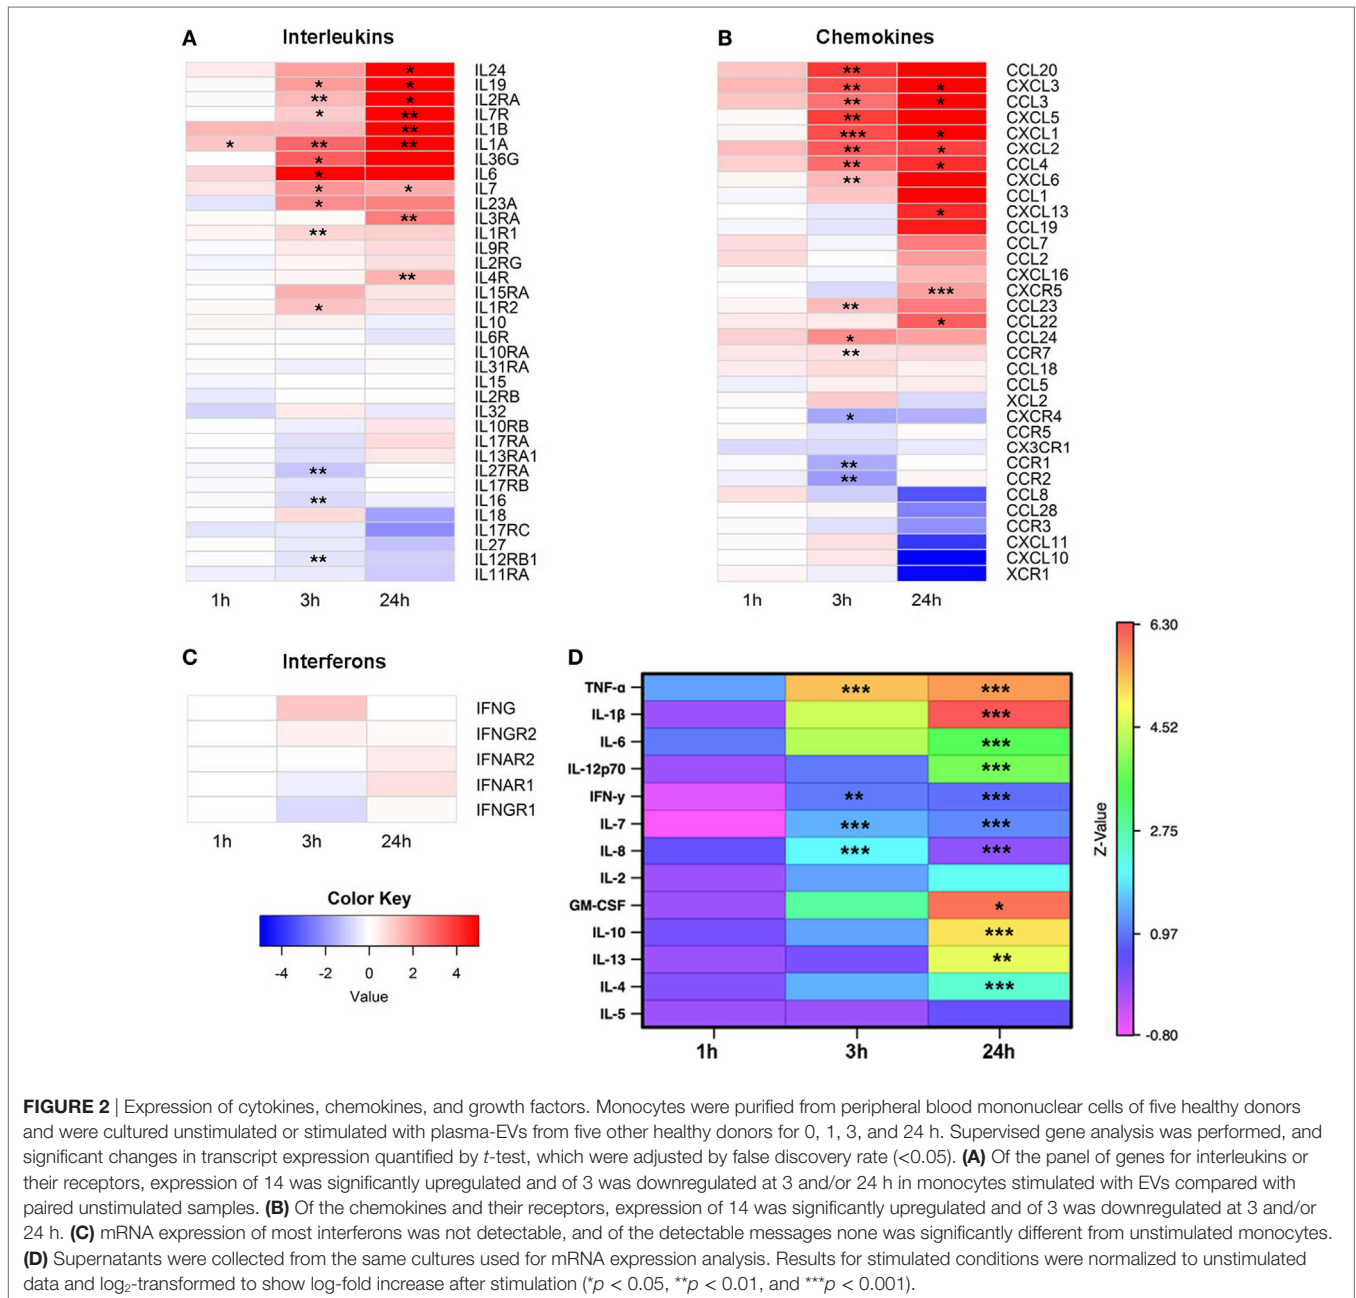 A
Interleukins
*
IL24
*
*
IL19
**
*
IL2RA
*
**
IL7R
**
IL1B
*
**
**
IL1A
*
IL36G
*
IL6
*
*
IL7
*
IL23A
**
IL3RA
**
IL1R1
IL9R
IL2RG
**
IL4R
IL15RA
*
IL1R2
IL10
IL6R
IL10RA
IL31RA
IL15
IL2RB
IL32
IL10RB
IL17RA
IL13RA1
**
IL27RA
IL17RB
**
IL16
IL18
IL17RC
IL27
**
IL12RB1
IL11RA
1h 3h 24h
B
Chemokines
**
CCL20
**
*
CXCL3
**
*
CCL3
**
CXCL5
***
*
CXCL1
**
*
CXCL2
**
*
CCL4
**
CXCL6
CCL1
*
CXCL13
CCL19
CCL7
CCL2
CXCL16
***
CXCR5
**
CCL23
*
CCL22
*
CCL24
**
CCR7
CCL18
CCL5
XCL2
*
CXCR4
CCR5
CX3CR1
**
CCR1
**
CCR2
CCL8
CCL28
CCR3
CXCL11
CXCL10
XCR1
1h 3h 24h
C
Interferons
IFNG
IFNGR2
IFNAR2
IFNAR1
IFNGR1
1h 3h 24h
Color Key
-4 -2 0 2 4
Value
D
TNF-α *** ***
IL-1β ***
IL-6 ***
IL-12p70 ***
IFN-y ** ***
IL-7 *** ***
IL-8 *** ***
IL-2
GM-CSF *
IL-10 ***
IL-13 **
IL-4 ***
IL-5
1h 3h 24h
6.30
4.52
2.75
0.97
-0.80
Z-Value
FIGURE 2 | Expression of cytokines, chemokines, and growth factors. Monocytes were purified from peripheral blood mononuclear cells of five healthy donors
and were cultured unstimulated or stimulated with plasma-EVs from five other healthy donors for 0, 1, 3, and 24 h. Supervised gene analysis was performed, and
significant changes in transcript expression quantified by t-test, which were adjusted by false discovery rate (<0.05). (A) Of the panel of genes for interleukins or
their receptors, expression of 14 was significantly upregulated and of 3 was downregulated at 3 and/or 24 h in monocytes stimulated with EVs compared with
paired unstimulated samples. (B) Of the chemokines and their receptors, expression of 14 was significantly upregulated and of 3 was downregulated at 3 and/or
24 h. (C) mRNA expression of most interferons was not detectable, and of the detectable messages none was significantly different from unstimulated monocytes.
(D) Supernatants were collected from the same cultures used for mRNA expression analysis. Results for stimulated conditions were normalized to unstimulated
data and log₂-transformed to show log-fold increase after stimulation (*p < 0.05, **p < 0.01, and ***p < 0.001).